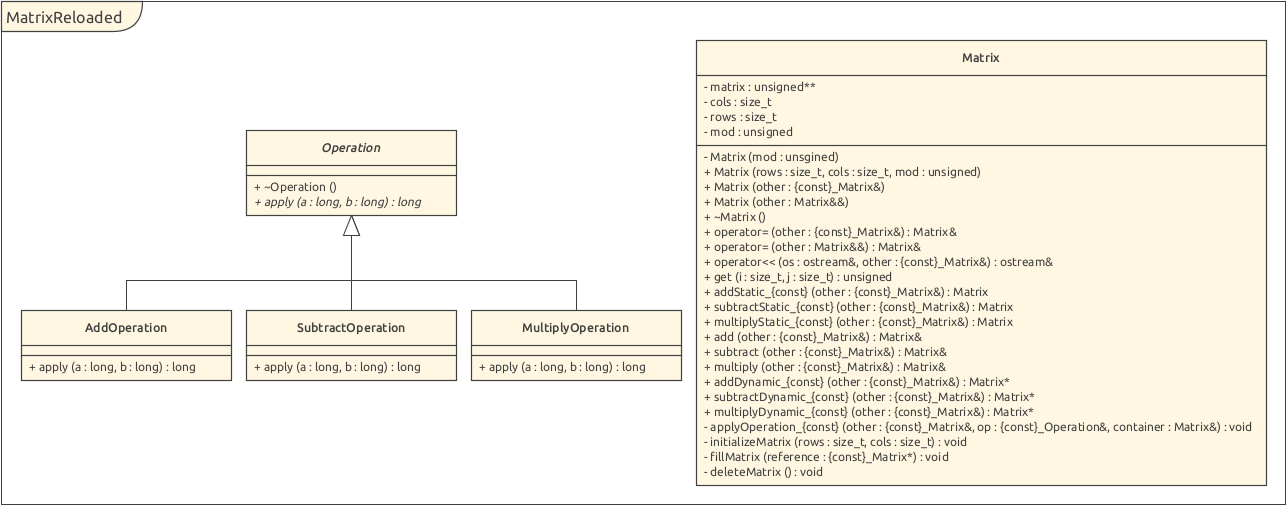 MatrixReloaded
Operation
+ ~Operation ()
+ apply (a : long, b : long) : long
AddOperation
+ apply (a : long, b : long) : long
SubtractOperation
+ apply (a : long, b : long) : long
MultiplyOperation
+ apply (a : long, b : long) : long
Matrix
- matrix : unsigned**
- cols : size_t
- rows : size_t
- mod : unsigned
- Matrix (mod : unsgined)
+ Matrix (rows : size_t, cols : size_t, mod : unsigned)
+ Matrix (other : {const}_Matrix&)
+ Matrix (other : Matrix&&)
+ ~Matrix ()
+ operator= (other : {const}_Matrix&) : Matrix&
+ operator= (other : Matrix&&) : Matrix&
+ operator<< (os : ostream&, other : {const}_Matrix&) : ostream&
+ get (i : size_t, j : size_t) : unsigned
+ addStatic_{const} (other : {const}_Matrix&) : Matrix
+ subtractStatic_{const} (other : {const}_Matrix&) : Matrix
+ multiplyStatic_{const} (other : {const}_Matrix&) : Matrix
+ add (other : {const}_Matrix&) : Matrix&
+ subtract (other : {const}_Matrix&) : Matrix&
+ multiply (other : {const}_Matrix&) : Matrix&
+ addDynamic_{const} (other : {const}_Matrix&) : Matrix*
+ subtractDynamic_{const} (other : {const}_Matrix&) : Matrix*
+ multiplyDynamic_{const} (other : {const}_Matrix&) : Matrix*
- applyOperation_{const} (other : {const}_Matrix&, op : {const}_Operation&, container : Matrix&) : void
- initializeMatrix (rows : size_t, cols : size_t) : void
- fillMatrix (reference : {const}_Matrix*) : void
- deleteMatrix () : void